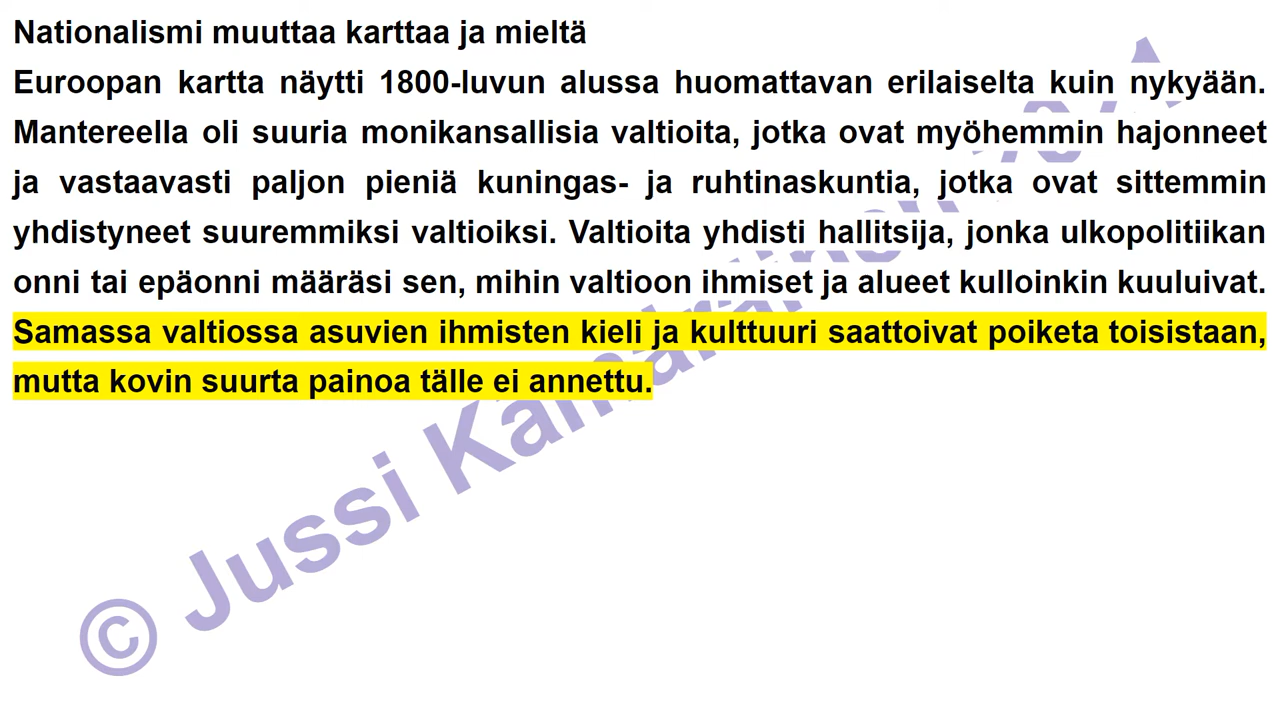 Nationalismi muuttaa karttaa ja mieltä
Euroopan kartta näytti 1800-luvun alussa huomattavan erilaiselta kuin nykyään.
Mantereella oli suuria monikansallisia valtioita, jotka ovat myöhemmin hajonneet
ja vastaavasti paljon pieniä kuningas- ja ruhtinaskuntia, jotka ovat sittemmin
yhdistyneet suuremmiksi valtioiksi. Valtioita yhdisti hallitsija, jonka ulkopolitiikan
onni tai epäonni määräsi sen, mihin valtioon ihmiset ja alueet kulloinkin kuuluivat.
Samassa valtiossa asuvien ihmisten kieli ja kulttuuri saattoivat poiketa toisistaan,
mutta kovin suurta painoa tälle ei annettu.
© Jussi